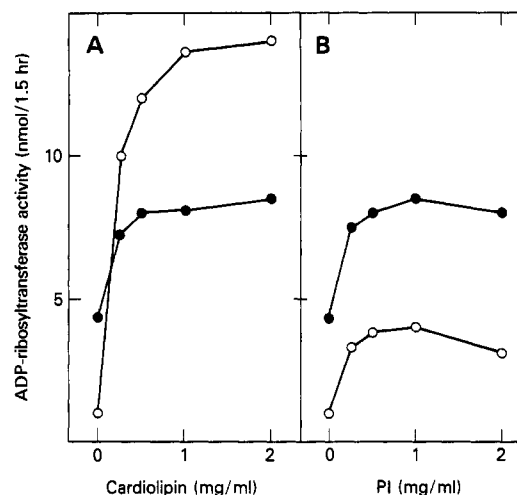 A
B
ADP-ribosyltransferase activity (nmol/1.5 hr)
10
5
0
1
2
0
1
2
Cardiolipin (mg/ml)
PI (mg/ml)